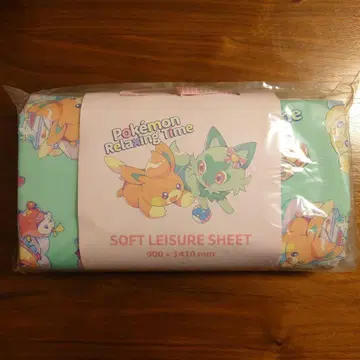 Pokémon
Relaxing Time
SOFT LEISURE SHEET
900 × 1410 mm